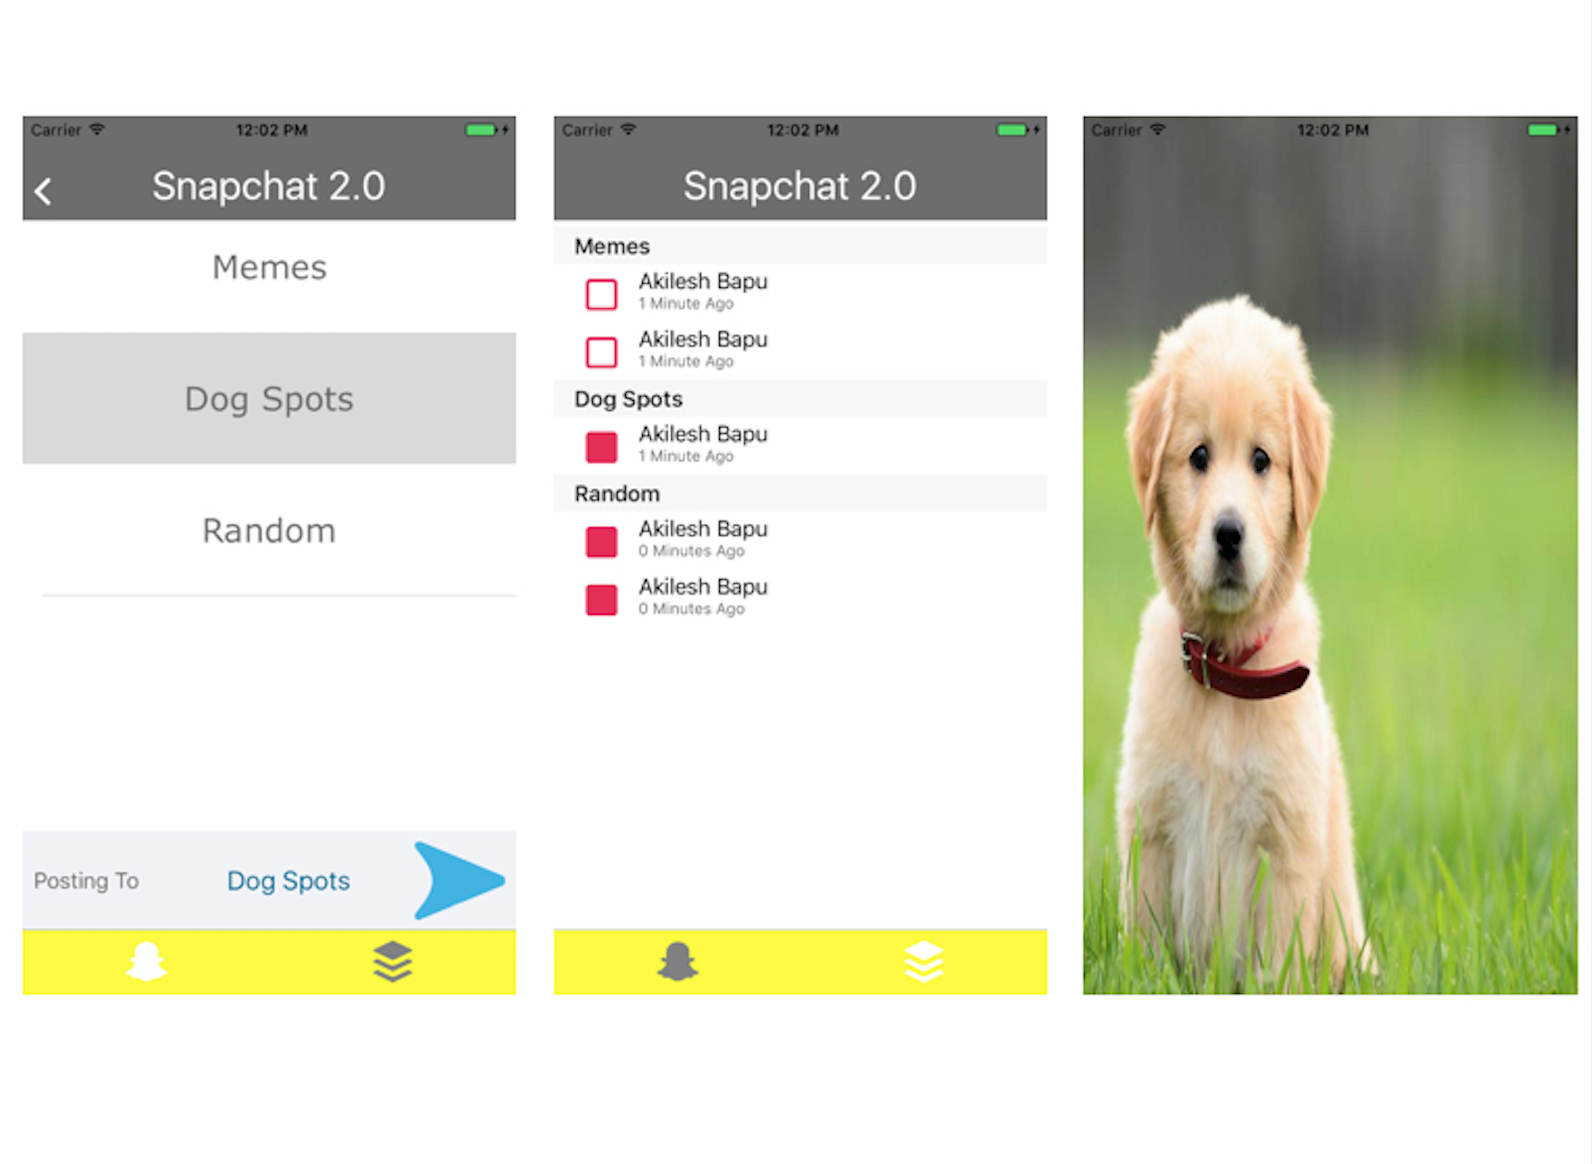 Carrier 12:02 PM
Snapchat 2.0
Memes
Dog Spots
Random
Posting To Dog Spots
Carrier 12:02 PM
Snapchat 2.0
Memes
Akilesh Bapu
1 Minute Ago
Akilesh Bapu
1 Minute Ago
Dog Spots
Akilesh Bapu
1 Minute Ago
Random
Akilesh Bapu
0 Minutes Ago
Akilesh Bapu
0 Minutes Ago
Carrier 12:02 PM